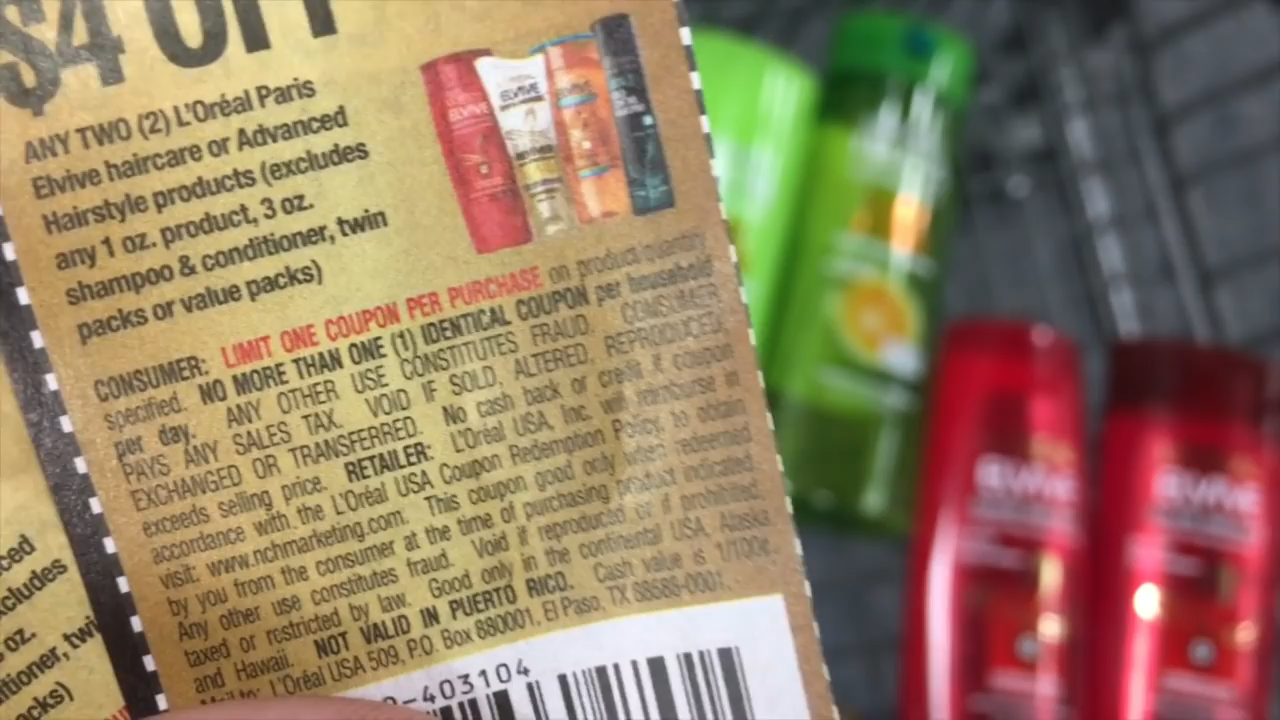 $4 OFF
ANY TWO (2) L'Oréal Paris
Elvive haircare or Advanced
Hairstyle products (excludes
any 1 oz. product, 3 oz.
shampoo & conditioner, twin
packs or value packs)
CONSUMER: LIMIT ONE COUPON PER PURCHASE on product quantity
specified. NO MORE THAN ONE (1) IDENTICAL COUPON per household
per day. ANY OTHER USE CONSTITUTES FRAUD. CONSUMER
PAYS ANY SALES TAX. VOID IF SOLD, ALTERED, REPRODUCED,
EXCHANGED OR TRANSFERRED. No cash back or credit if coupon
exceeds selling price. RETAILER: L'Oréal USA, Inc. will reimburse in
accordance with the L'Oréal USA Coupon Redemption Policy, to obtain
visit: www.nchmarketing.com. This coupon good only when redeemed
by you from the consumer at the time of purchasing product indicated.
Any other use constitutes fraud. Void if reproduced or if prohibited,
taxed or restricted by law. Good only in the continental USA, Alaska
and Hawaii. NOT VALID IN PUERTO RICO. Cash value is 1/100¢.
Mail to: L'Oréal USA 509, P.O. Box 880001, El Paso, TX 88588-0001.
-403104
ELVIVE
ELVIVE
ELVIVE
ELVIVE
ELVIVE
oz.
packs)